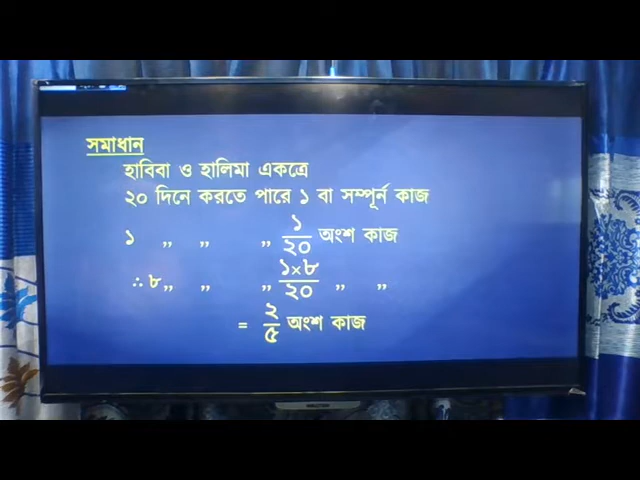 সমাধান
হাবিবা ও হালিমা একত্রে
২০ দিনে করতে পারে ১ বা সম্পূর্ন কাজ
১ ,, ,, ,, ১/২০ অংশ কাজ
∴ ৮ ,, ,, ,, ১×৮/২০ ,, ,,
= ২/৫ অংশ কাজ